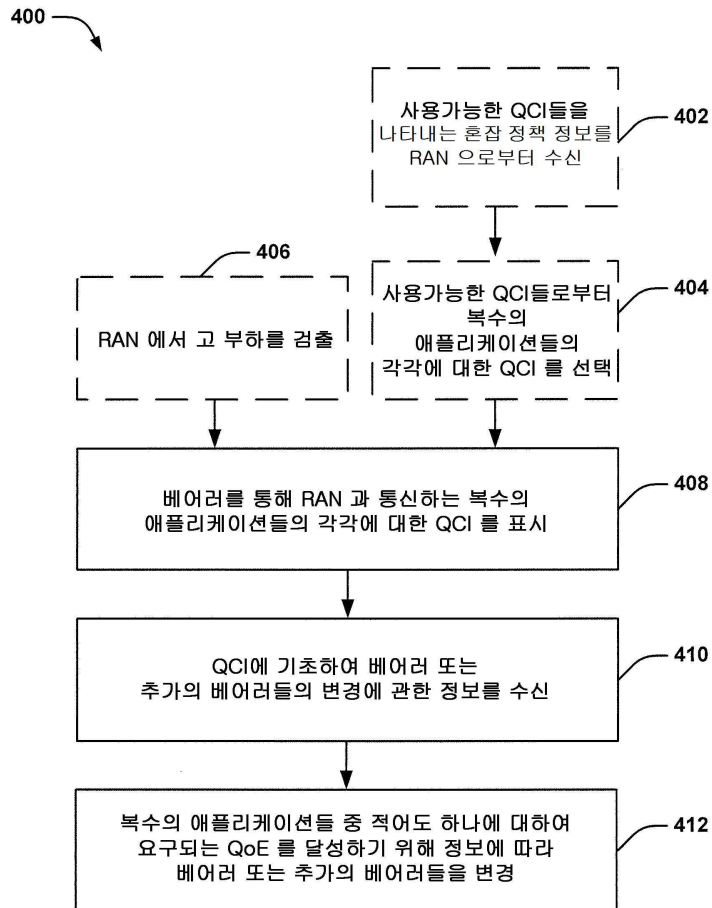 400
사용가능한 QCI들을
나타내는 혼잡 정책 정보를
RAN 으로부터 수신
402
406
RAN 에서 고 부하를 검출
사용가능한 QCI들로부터
복수의
애플리케이션들의
각각에 대한 QCI 를 선택
404
베어러를 통해 RAN 과 통신하는 복수의
애플리케이션들의 각각에 대한 QCI 를 표시
408
QCI에 기초하여 베어러 또는
추가의 베어러들의 변경에 관한 정보를 수신
410
복수의 애플리케이션들 중 적어도 하나에 대하여
요구되는 QoE 를 달성하기 위해 정보에 따라
베어러 또는 추가의 베어러들을 변경
412